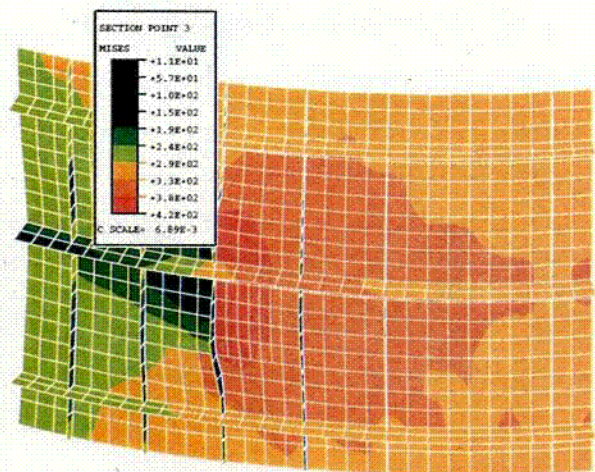 SECTION POINT 3
MISES VALUE
+1.1E+01
+5.7E+01
+1.0E+02
+1.5E+02
+1.9E+02
+2.4E+02
+2.9E+02
+3.3E+02
+3.8E+02
+4.2E+02
C SCALE= 6.89E-3